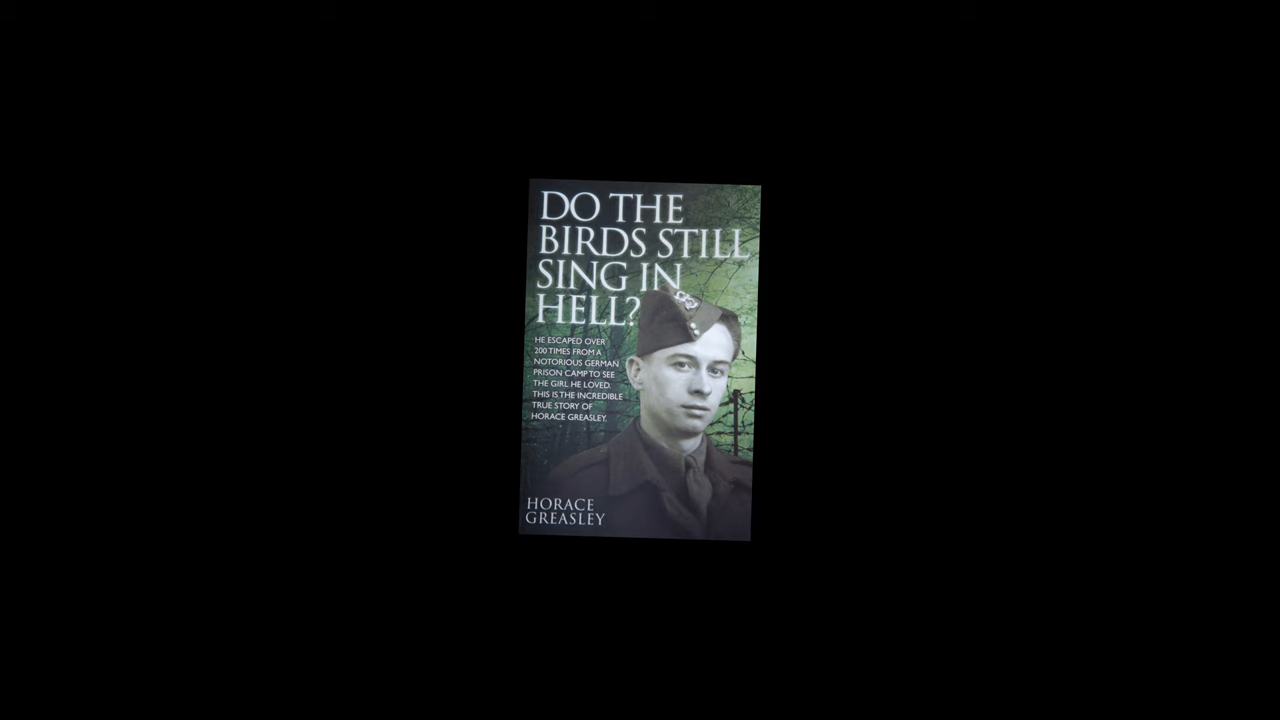 DO THE
BIRDS STILL
SING IN
HELL?
HE ESCAPED OVER
200 TIMES FROM A
NOTORIOUS GERMAN
PRISON CAMP TO SEE
THE GIRL HE LOVED.
THIS IS THE INCREDIBLE
TRUE STORY OF
HORACE GREASLEY.
HORACE
GREASLEY